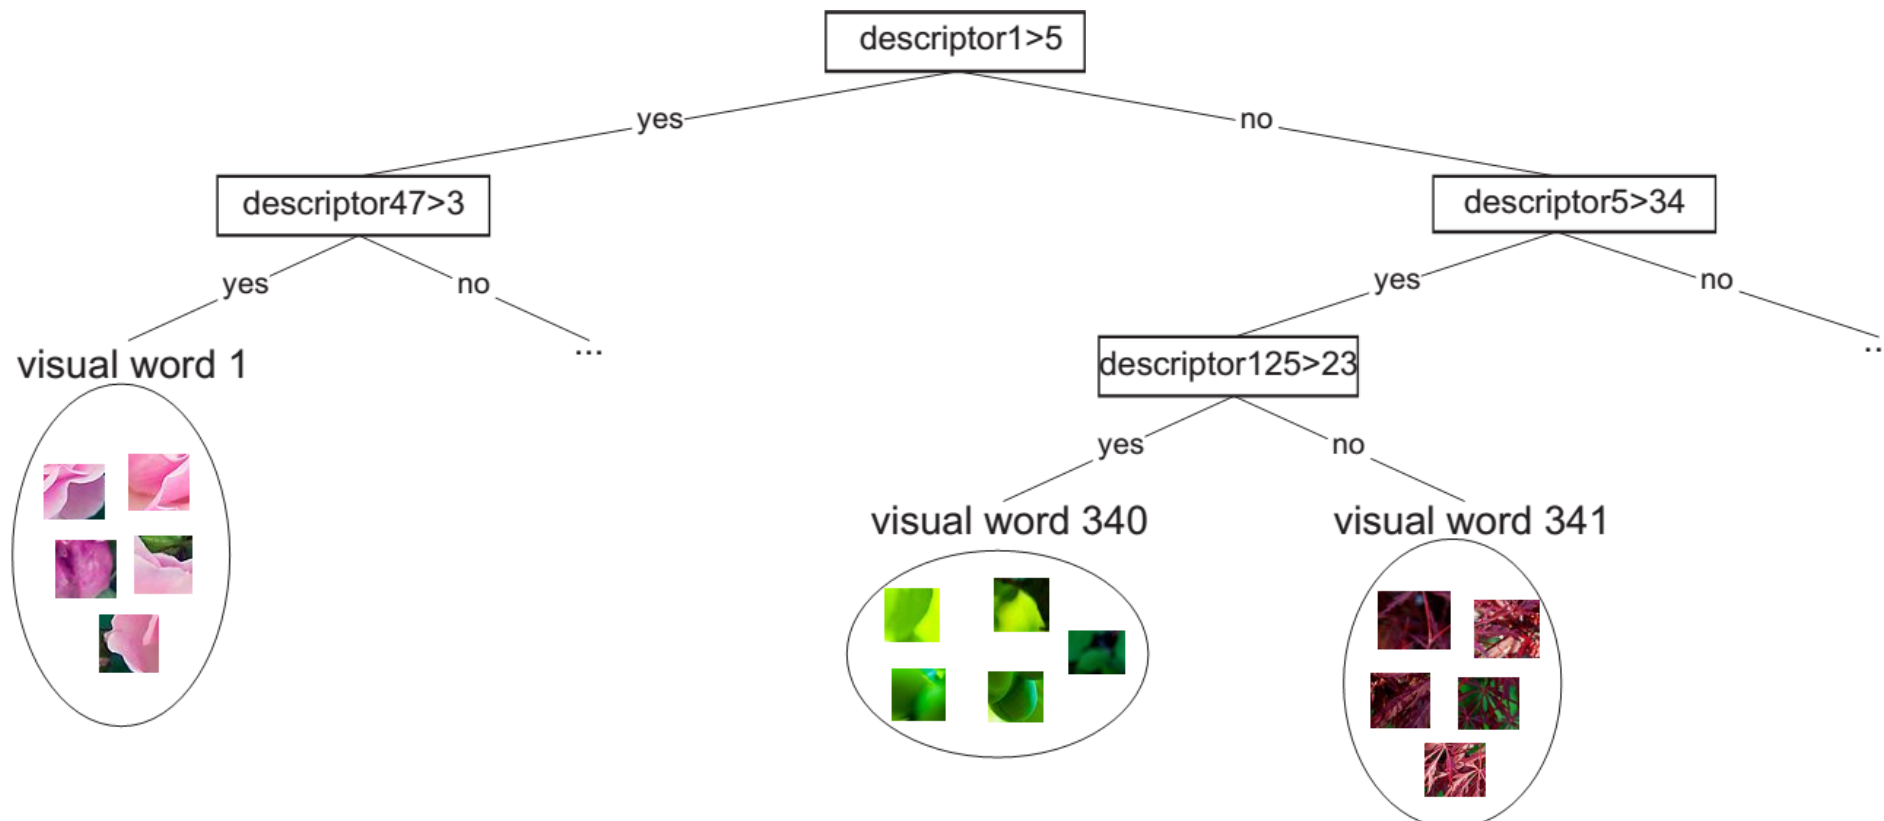 descriptor1>5
yes
no
descriptor47>3
descriptor5>34
yes
no
yes
no
visual word 1
...
descriptor125>23
..
yes
no
visual word 340
visual word 341